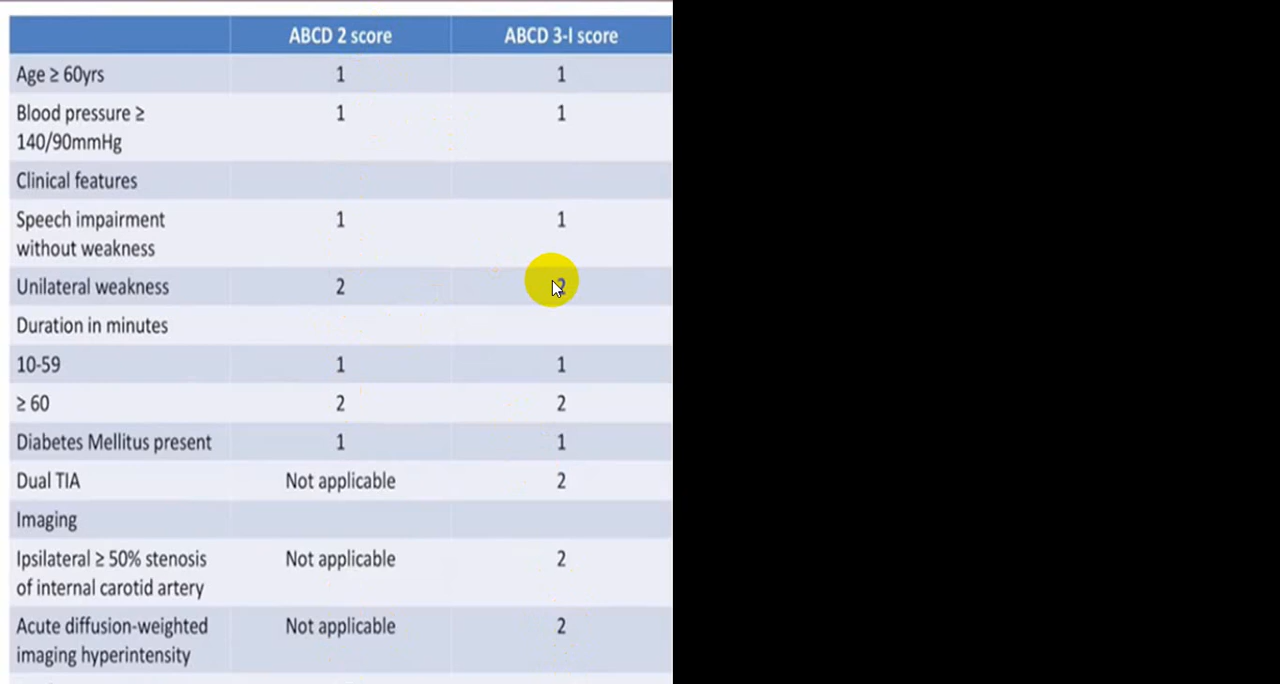 ABCD 2 score ABCD 3-I score
Age ≥ 60yrs 1 1
Blood pressure ≥ 1 1
140/90mmHg
Clinical features
Speech impairment 1 1
without weakness
Unilateral weakness 2 2
Duration in minutes
10-59 1 1
≥ 60 2 2
Diabetes Mellitus present 1 1
Dual TIA Not applicable 2
Imaging
Ipsilateral ≥ 50% stenosis Not applicable 2
of internal carotid artery
Acute diffusion-weighted Not applicable 2
imaging hyperintensity